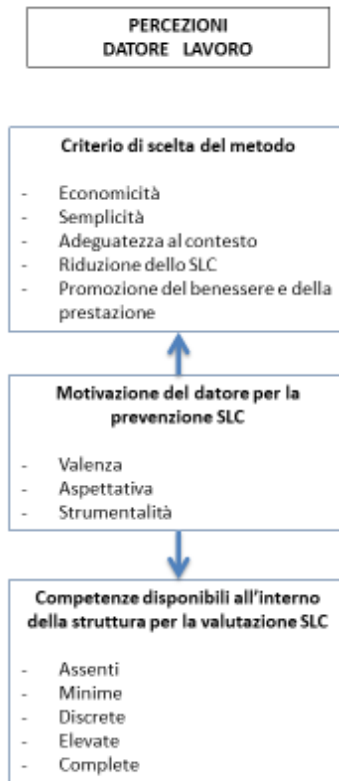 PERCEZIONI
DATORE LAVORO
Criterio di scelta del metodo
- Economicità
- Semplicità
- Adeguatezza al contesto
- Riduzione dello SLC
- Promozione del benessere e della
prestazione
Motivazione del datore per la
prevenzione SLC
- Valenza
- Aspettativa
- Strumentalità
Competenze disponibili all'interno
della struttura per la valutazione SLC
- Assenti
- Minime
- Discrete
- Elevate
- Complete